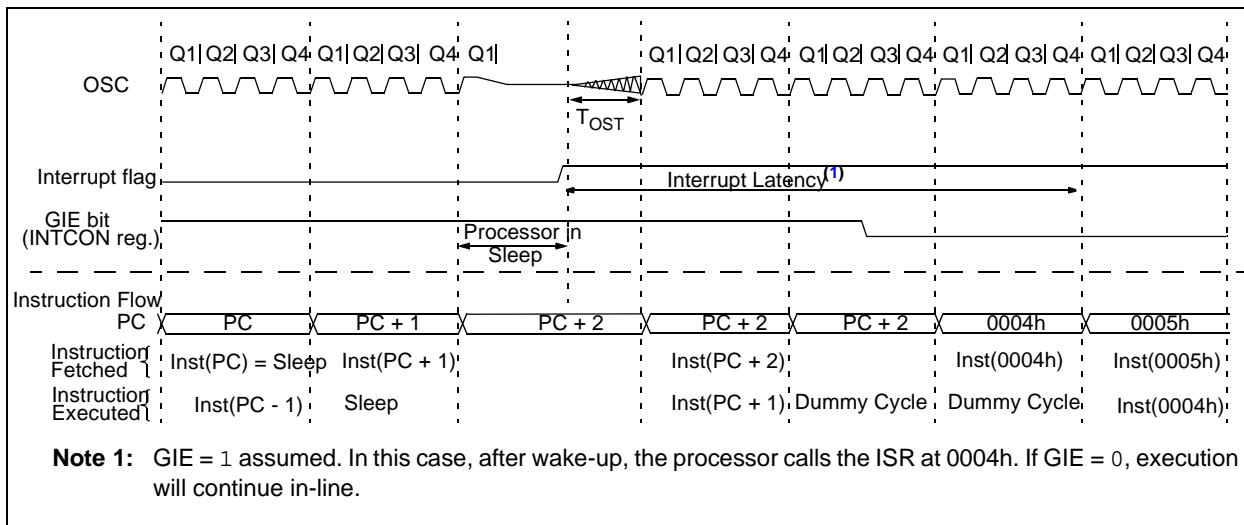 Q1| Q2| Q3| Q4 Q1| Q2| Q3| Q4 Q1| Q1| Q2| Q3| Q4 Q1| Q2| Q3| Q4 Q1| Q2| Q3| Q4 Q1| Q2| Q3| Q4
OSC
TOST
Interrupt flag
Interrupt Latency(1)
GIE bit
(INTCON reg.)
Processor in
Sleep
Instruction Flow
PC PC PC + 1 PC + 2 PC + 2 PC + 2 0004h 0005h
Instruction
Fetched
Inst(PC) = Sleep Inst(PC + 1) Inst(PC + 2) Inst(0004h) Inst(0005h)
Instruction
Executed
Inst(PC - 1) Sleep Inst(PC + 1) Dummy Cycle Dummy Cycle Inst(0004h)
Note 1: GIE = 1 assumed. In this case, after wake-up, the processor calls the ISR at 0004h. If GIE = 0, execution
will continue in-line.